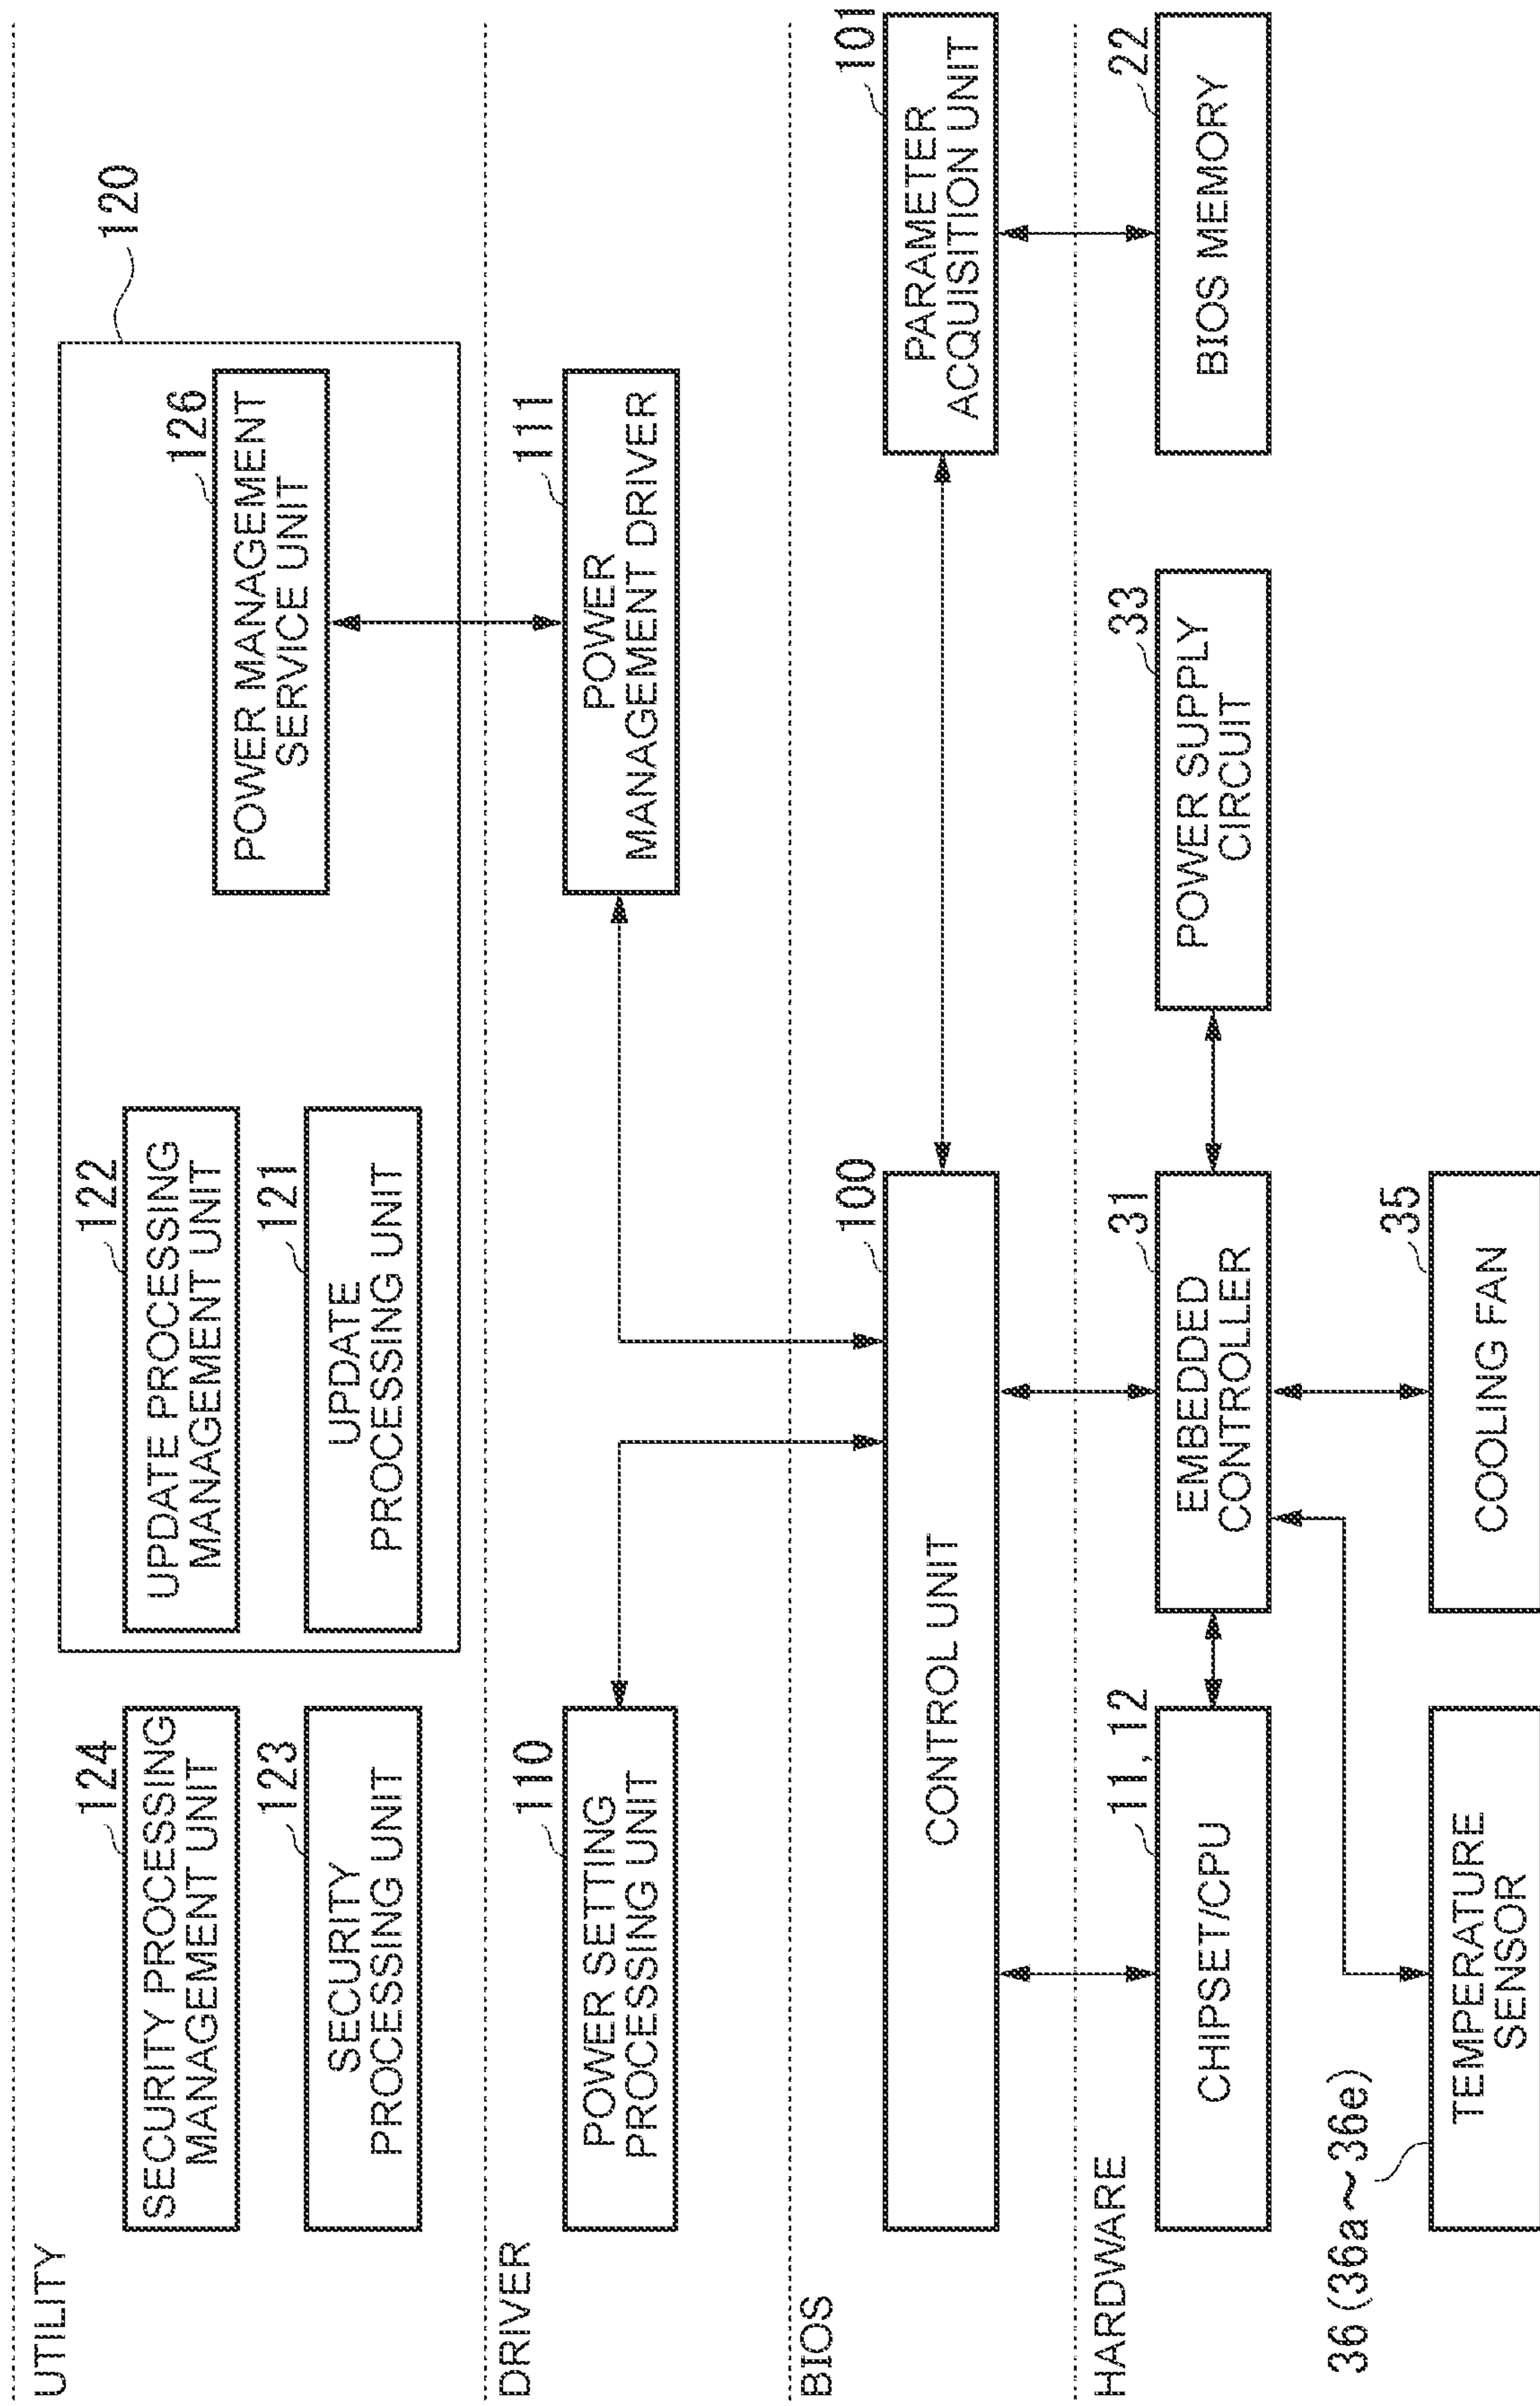 UTILITY
120
124
SECURITY PROCESSING
MANAGEMENT UNIT
122
UPDATE PROCESSING
MANAGEMENT UNIT
126
POWER MANAGEMENT
SERVICE UNIT
123
SECURITY
PROCESSING UNIT
121
UPDATE
PROCESSING UNIT
DRIVER
110
POWER SETTING
PROCESSING UNIT
111
POWER
MANAGEMENT DRIVER
BIOS
100
CONTROL UNIT
101
PARAMETER
ACQUISITION UNIT
HARDWARE
11, 12
CHIPSET/CPU
31
EMBEDDED
CONTROLLER
33
POWER SUPPLY
CIRCUIT
22
BIOS MEMORY
36 (36a～36e)
TEMPERATURE
SENSOR
35
COOLING FAN